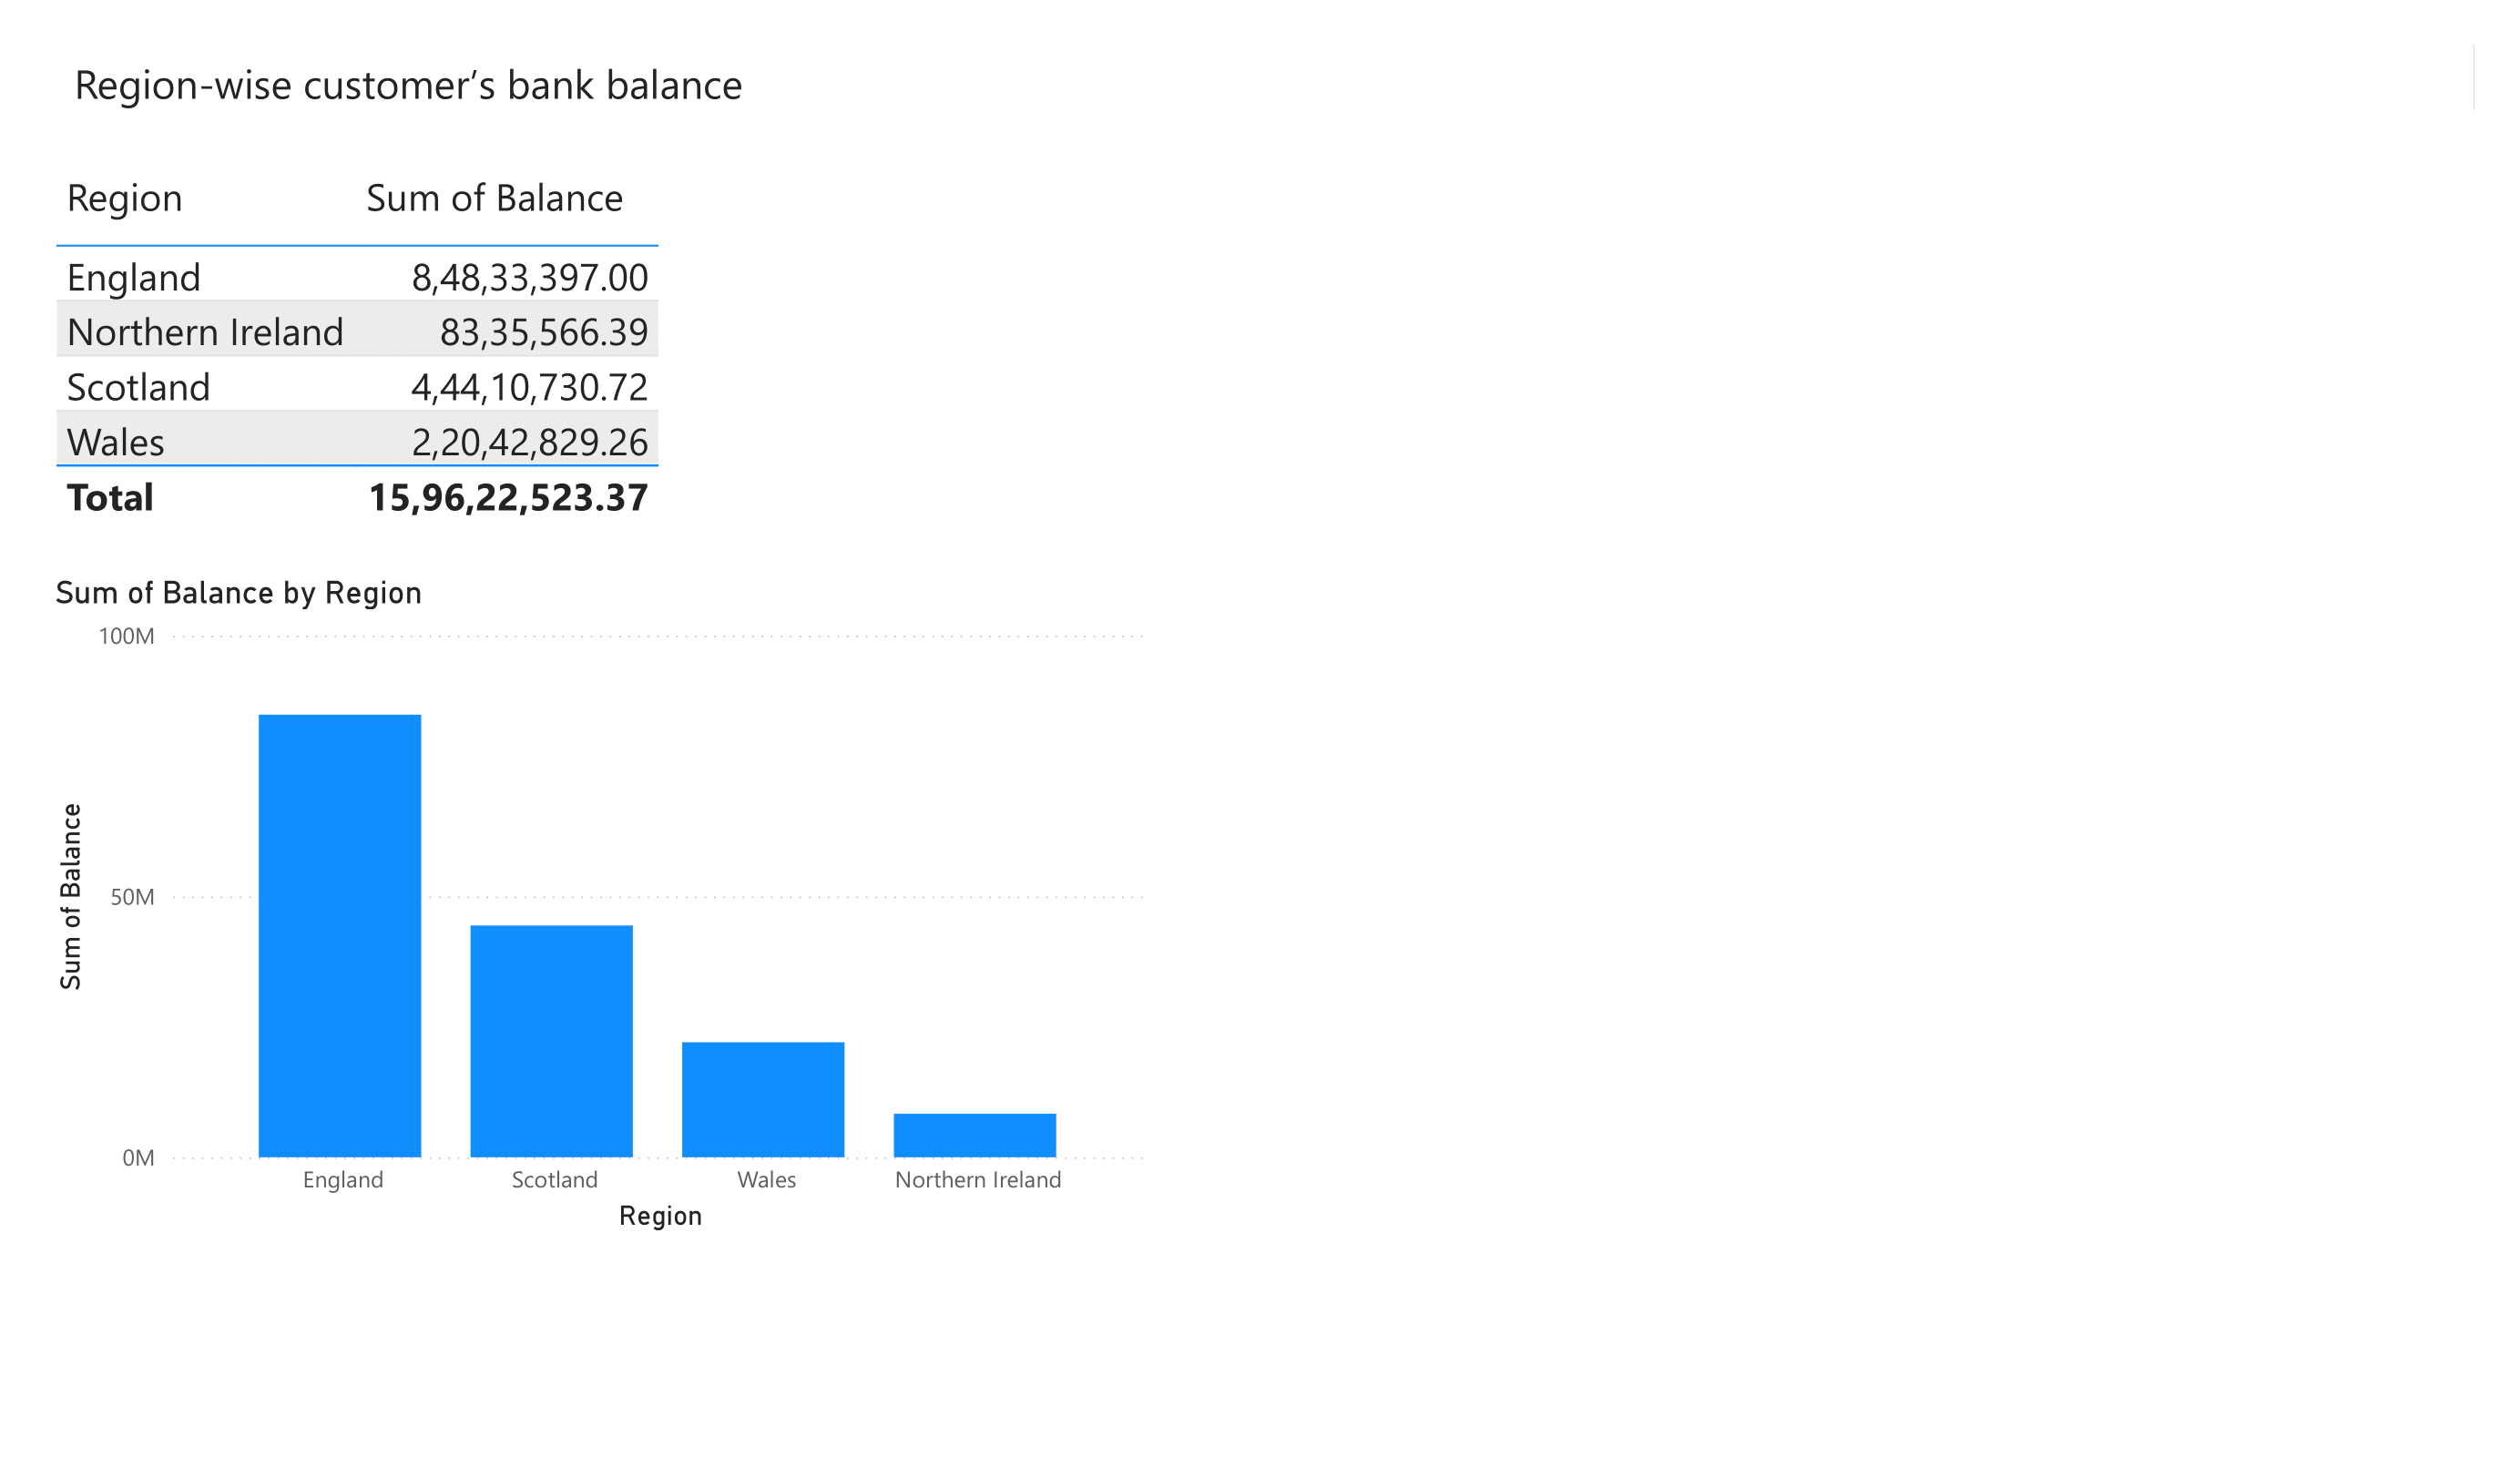 Region-wise customer’s bank balance
Region Sum of Balance
England 8,48,33,397.00
Northern Ireland 83,35,566.39
Scotland 4,44,10,730.72
Wales 2,20,42,829.26
Total 15,96,22,523.37
Sum of Balance by Region
100M
50M
0M
Sum of Balance
England Scotland Wales Northern Ireland
Region